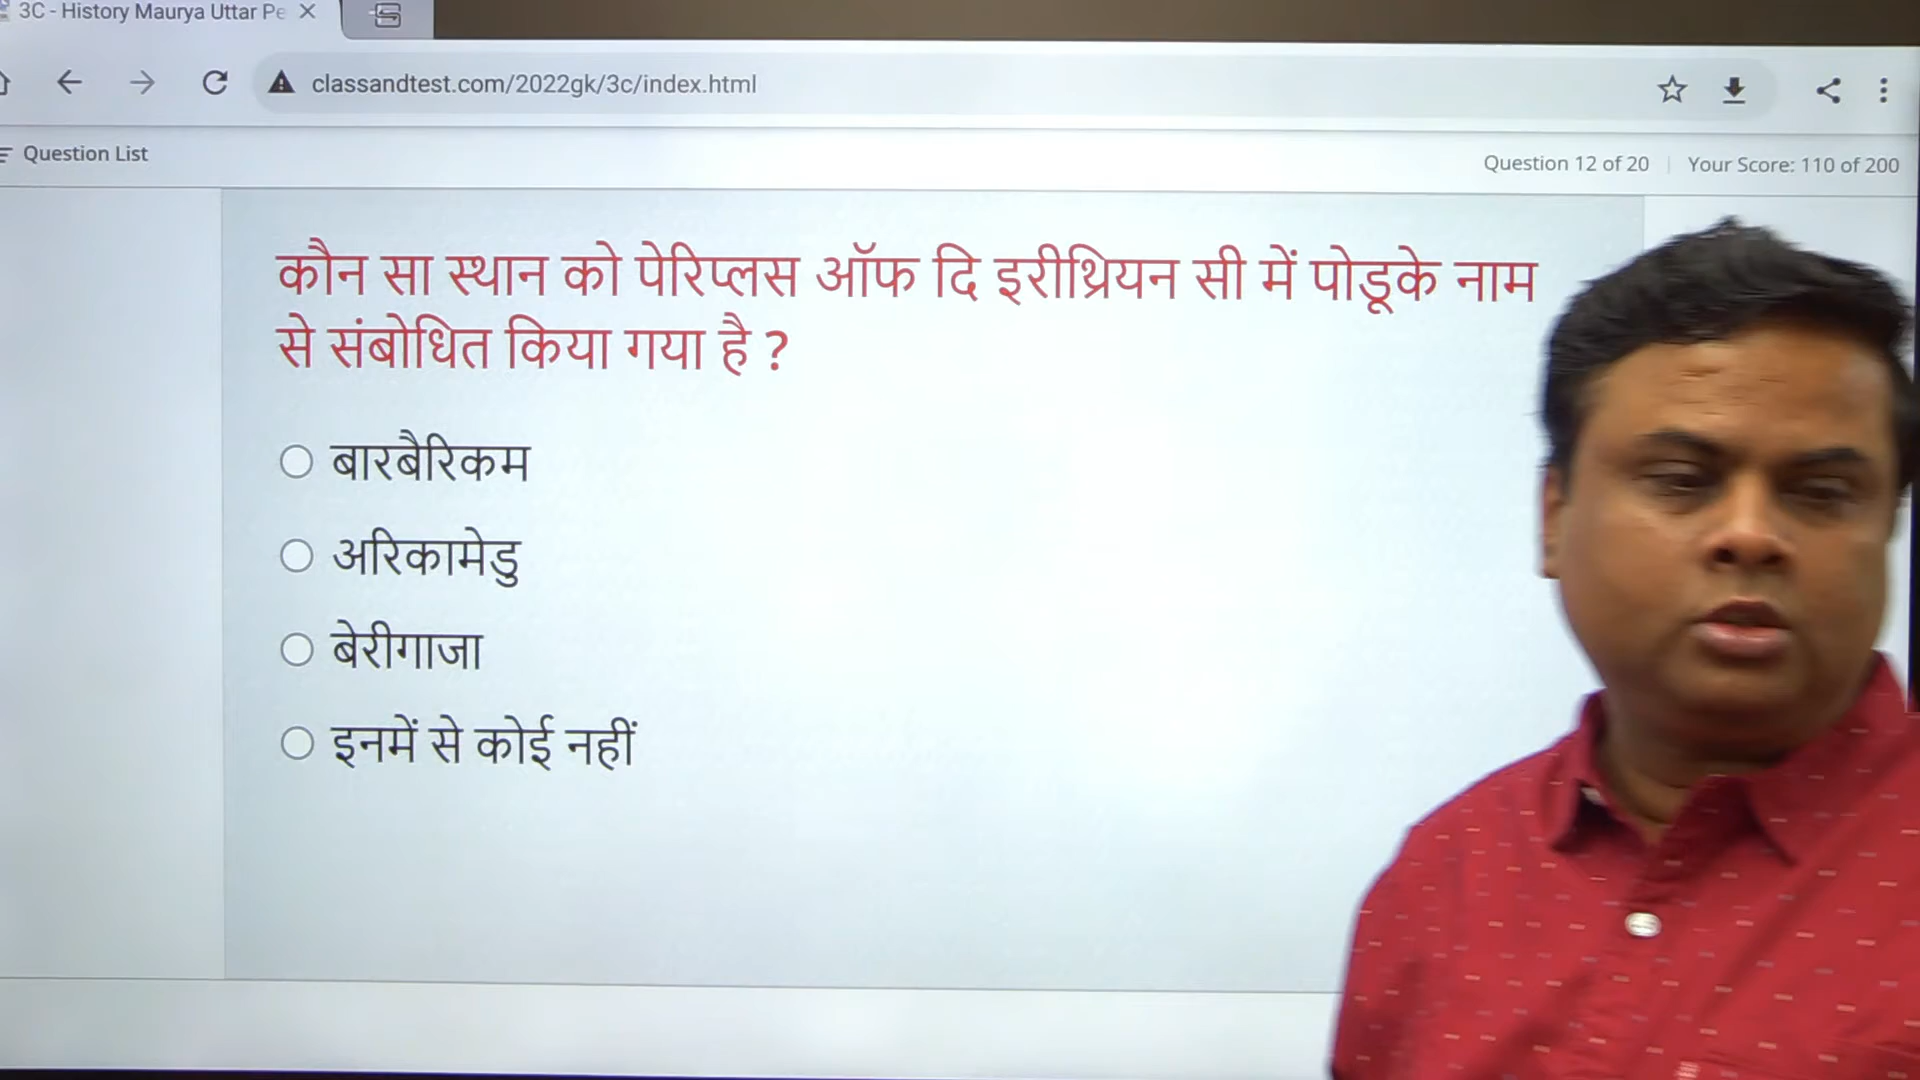 3C - History Maurya Uttar Pe
classandtest.com/2022gk/3c/index.html
Question List
Question 12 of 20 | Your Score: 110 of 200
कौन सा स्थान को पेरिप्लस ऑफ दि इरीथ्रियन सी में पोडूके नाम
से संबोधित किया गया है ?
बारबैरिकम
अरिकामेडु
बेरीगाजा
इनमें से कोई नहीं